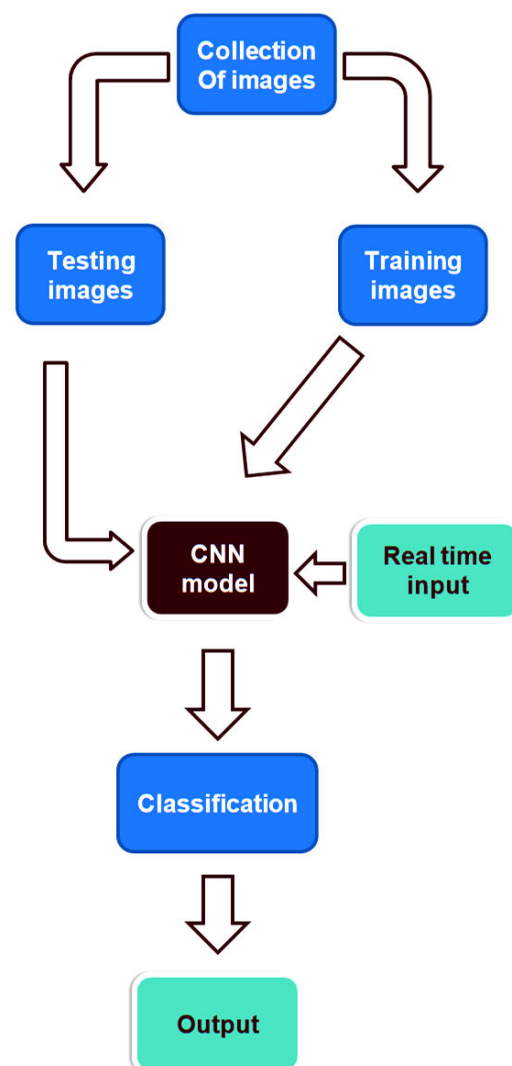 Collection
Of images
Testing
images
Training
images
CNN
model
Real time
input
Classification
Output